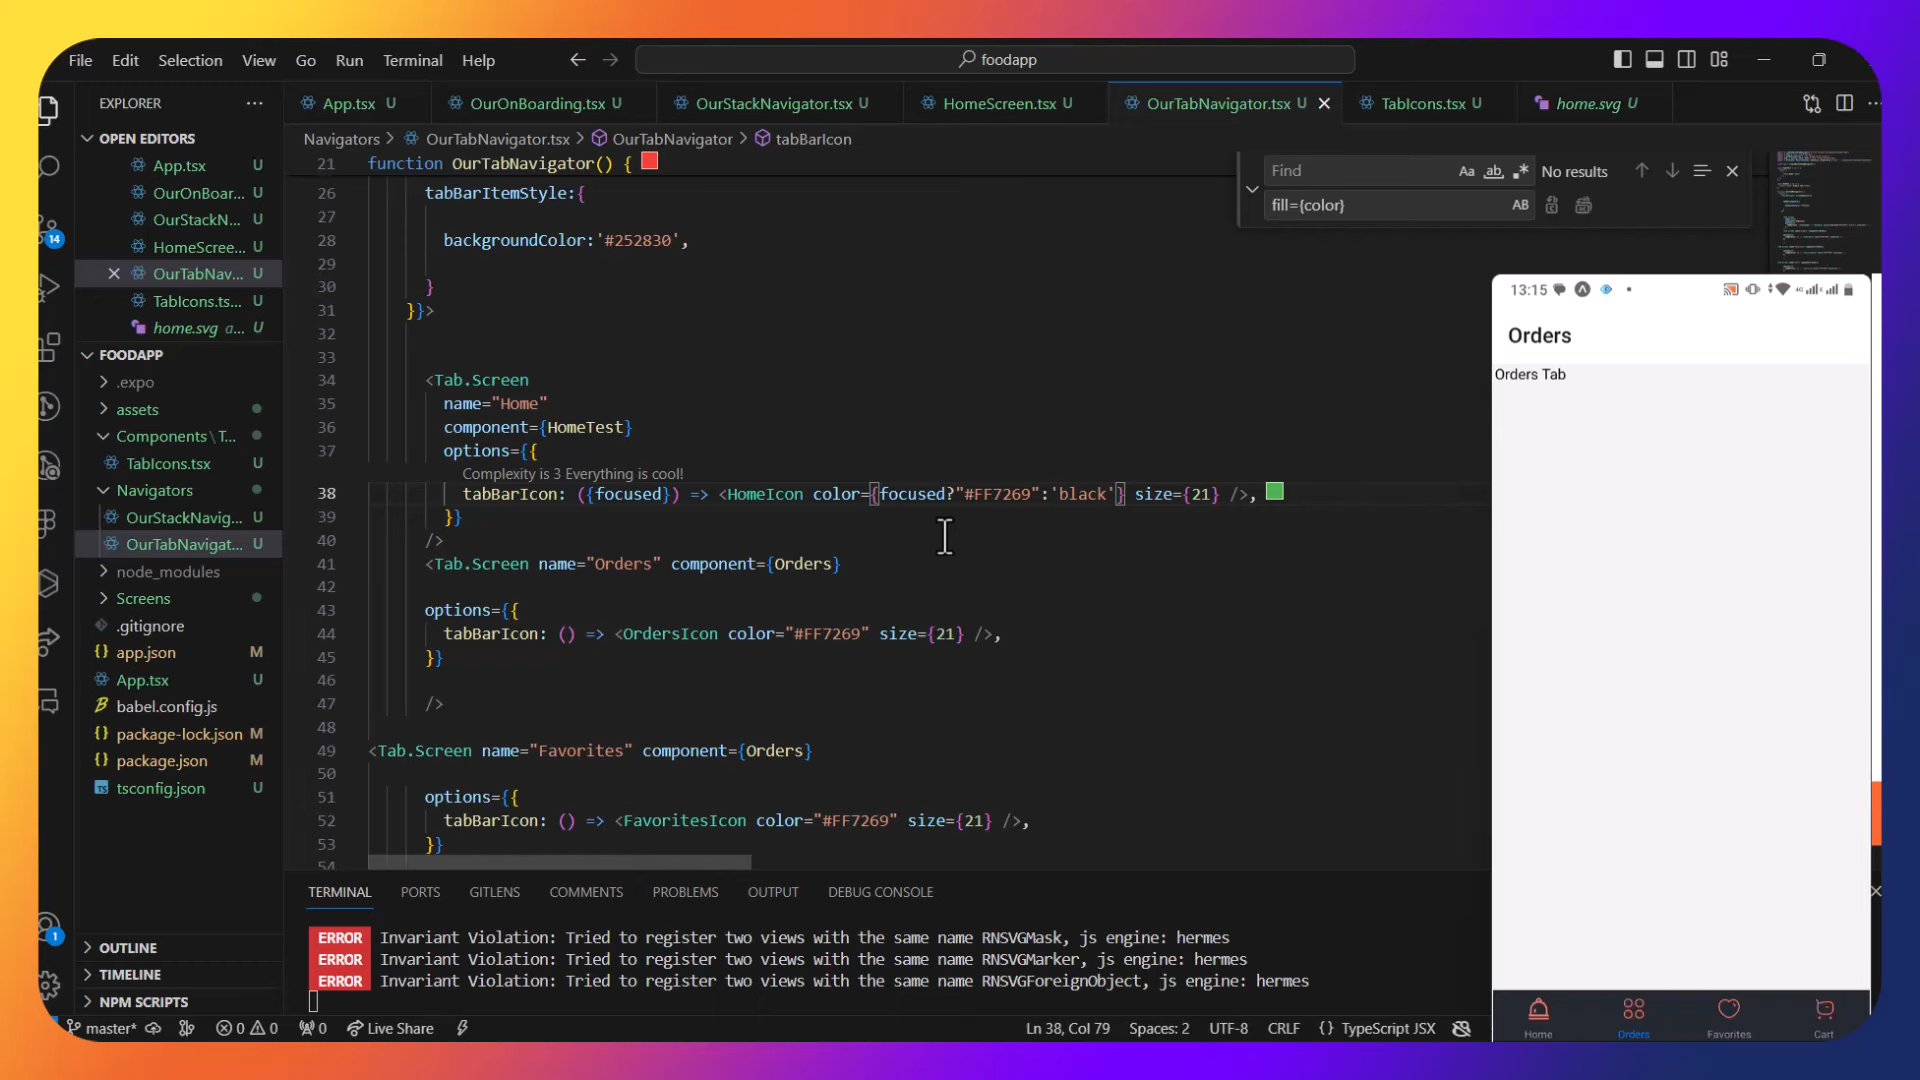 File Edit Selection View Go Run Terminal Help
foodapp
EXPLORER
OPEN EDITORS
App.tsx U
OurOnBoar... U
OurStackN... U
HomeScree... U
OurTabNav... U
TabIcons.ts... U
home.svg a... U
FOODAPP
.expo
assets
Components \ T...
TabIcons.tsx U
Navigators
OurStackNavig... U
OurTabNavigat... U
node_modules
Screens
.gitignore
app.json M
App.tsx U
babel.config.js
package-lock.json M
package.json M
tsconfig.json U
OUTLINE
TIMELINE
NPM SCRIPTS
14
1
App.tsx U OurOnBoarding.tsx U OurStackNavigator.tsx U HomeScreen.tsx U OurTabNavigator.tsx U TabIcons.tsx U home.svg U
Navigators > OurTabNavigator.tsx > OurTabNavigator > tabBarIcon
21 function OurTabNavigator() {
26 tabBarItemStyle:{
27
28 backgroundColor:'#252830',
29
30 }
31 }}>
32
33
34 <Tab.Screen
35 name="Home"
36 component={HomeTest}
37 options={{
Complexity is 3 Everything is cool!
38 tabBarIcon: ({focused}) => <HomeIcon color={focused?"#FF7269":'black'} size={21} />,
39 }}
40 />
41 <Tab.Screen name="Orders" component={Orders}
42
43 options={{
44 tabBarIcon: () => <OrdersIcon color="#FF7269" size={21} />,
45 }}
46
47 />
48
49 <Tab.Screen name="Favorites" component={Orders}
50
51 options={{
52 tabBarIcon: () => <FavoritesIcon color="#FF7269" size={21} />,
53 }}
54
Find Aa ab No results
fill={color} AB
13:15
Orders
Orders Tab
Home Orders Favorites Cart
TERMINAL PORTS GITLENS COMMENTS PROBLEMS OUTPUT DEBUG CONSOLE
ERROR Invariant Violation: Tried to register two views with the same name RNSVGMask, js engine: hermes
ERROR Invariant Violation: Tried to register two views with the same name RNSVGMarker, js engine: hermes
ERROR Invariant Violation: Tried to register two views with the same name RNSVGForeignObject, js engine: hermes
master* 0 0 0 Live Share Ln 38, Col 79 Spaces: 2 UTF-8 CRLF {} TypeScript JSX